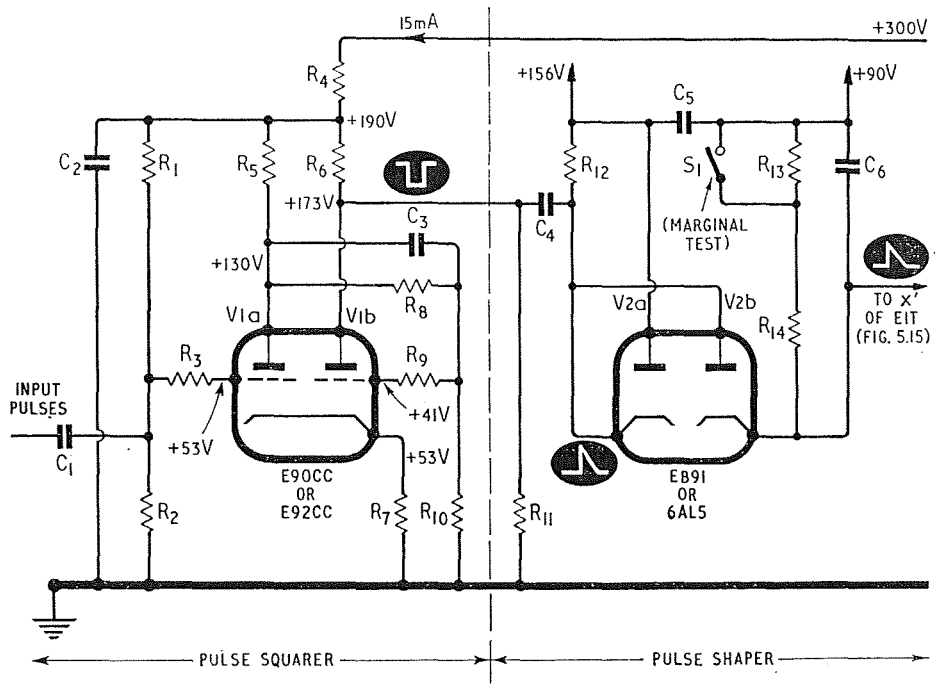 15mA
+300V
R4
+156V
+90V
C5
+190V
C2
R1
R5
R6
R12
S1
R13
C6
+173V
C3
C4
(MARGINAL
TEST)
+130V
R8
TO X'
OF E1T
(FIG. 5.15)
V1a
V1b
V2a
V2b
R14
R3
R9
INPUT
PULSES
+41V
+53V
C1
+53V
E90CC
OR
E92CC
EB91
OR
6AL5
R2
R7
R10
R11
PULSE SQUARER
PULSE SHAPER